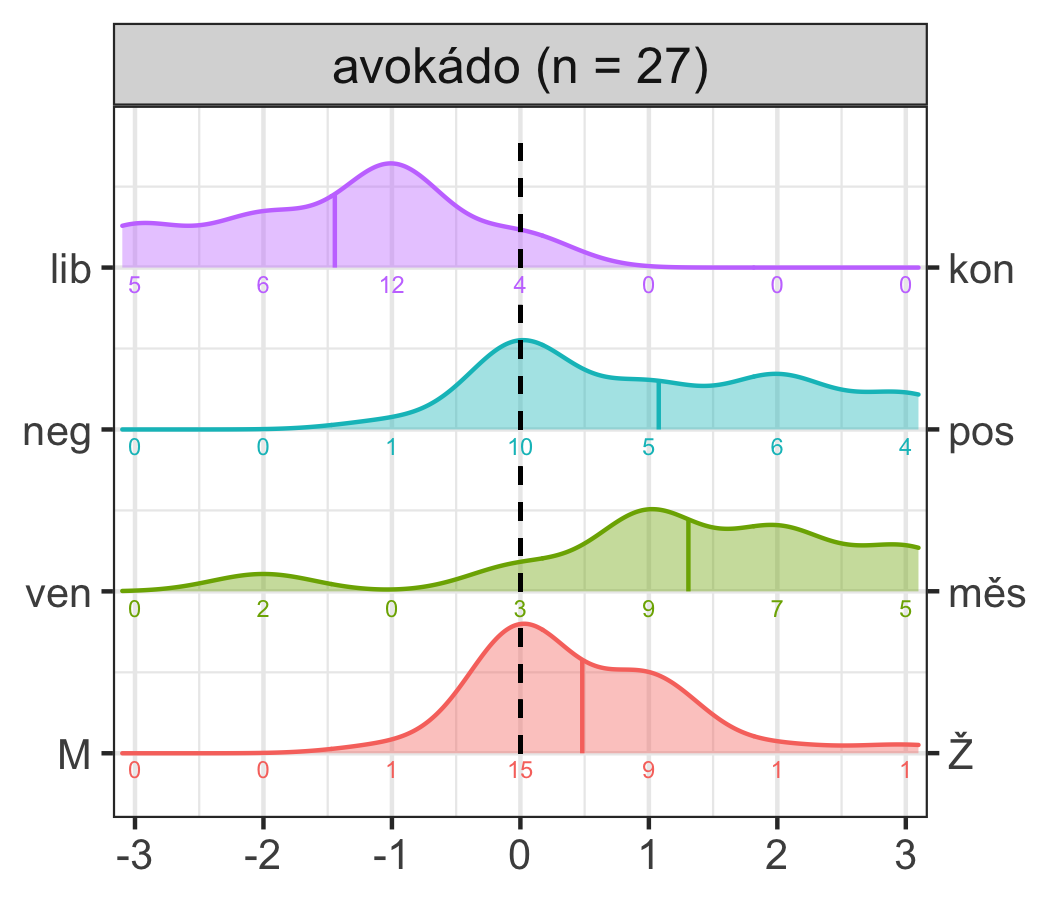 avokádo (n = 27)
lib kon
5 6 12 4 0 0 0
neg pos
0 0 1 10 5 6 4
ven měs
0 2 0 3 9 7 5
M Ž
0 0 1 15 9 1 1
-3 -2 -1 0 1 2 3